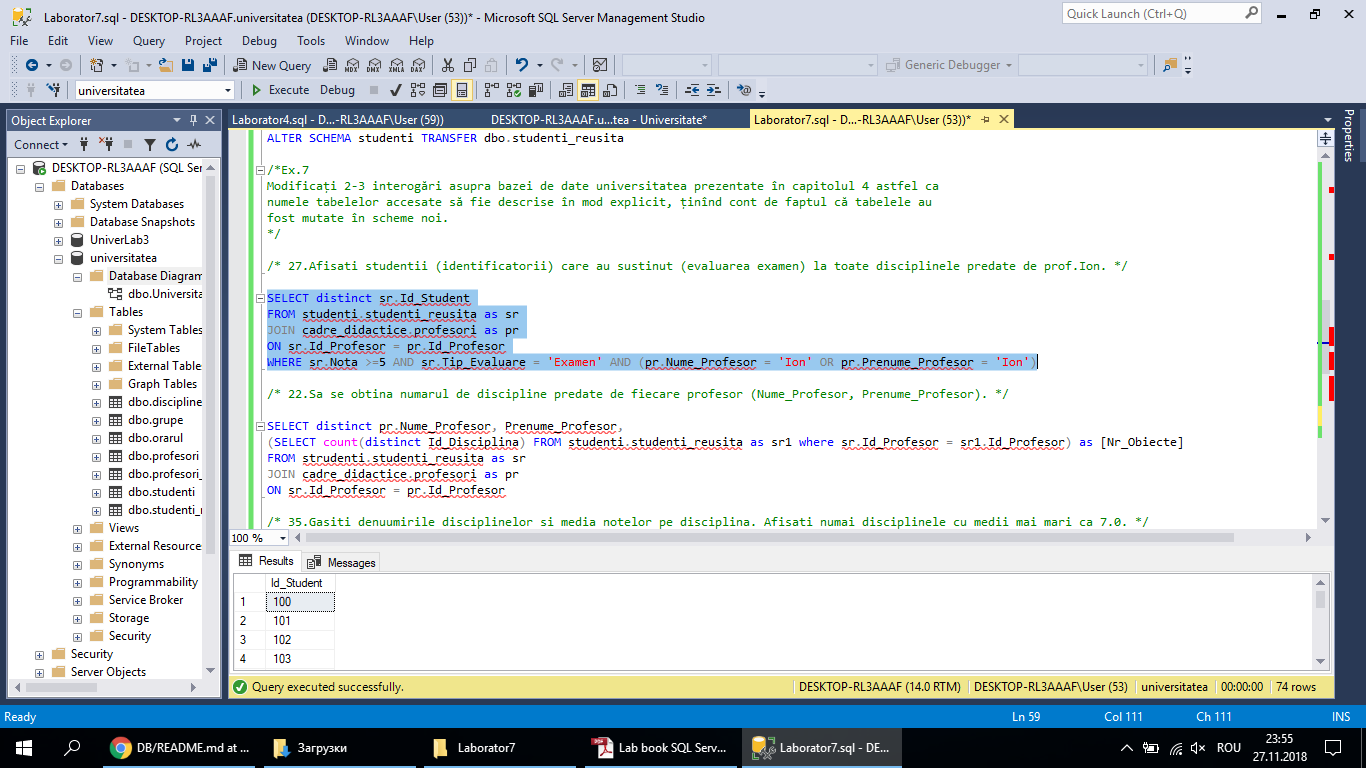 Laborator7.sql - DESKTOP-RL3AAAF.universitatea (DESKTOP-RL3AAAF\User (53))* - Microsoft SQL Server Management Studio
Quick Launch (Ctrl+Q)
File Edit View Query Project Debug Tools Window Help
New Query MDX DMX XMLA DAX Generic Debugger
universitatea Execute Debug
Object Explorer
Connect
DESKTOP-RL3AAAF (SQL Ser
Databases
System Databases
Database Snapshots
UniverLab3
universitatea
Database Diagram
dbo.Universita
Tables
System Tables
FileTables
External Table
Graph Tables
dbo.discipline
dbo.grupe
dbo.orarul
dbo.profesori
dbo.profesori_
dbo.studenti
dbo.studenti_r
Views
External Resource
Synonyms
Programmability
Service Broker
Storage
Security
Security
Server Objects
Laborator4.sql - D...-RL3AAAF\User (59)) DESKTOP-RL3AAAF.u...tea - Universitate* Laborator7.sql - D...-RL3AAAF\User (53))*
Properties
ALTER SCHEMA studenti TRANSFER dbo.studenti_reusita
/*Ex.7
Modificați 2-3 interogări asupra bazei de date universitatea prezentate în capitolul 4 astfel ca
numele tabelelor accesate să fie descrise în mod explicit, ținînd cont de faptul că tabelele au
fost mutate în scheme noi.
*/
/* 27.Afisati studentii (identificatorii) care au sustinut (evaluarea examen) la toate disciplinele predate de prof.Ion. */
SELECT distinct sr.Id_Student
FROM studenti.studenti_reusita as sr
JOIN cadre_didactice.profesori as pr
ON sr.Id_Profesor = pr.Id_Profesor
WHERE sr.Nota >=5 AND sr.Tip_Evaluare = 'Examen' AND (pr.Nume_Profesor = 'Ion' OR pr.Prenume_Profesor = 'Ion')
/* 22.Sa se obtina numarul de discipline predate de fiecare profesor (Nume_Profesor, Prenume_Profesor). */
SELECT distinct pr.Nume_Profesor, Prenume_Profesor,
(SELECT count(distinct Id_Disciplina) FROM studenti.studenti_reusita as sr1 where sr.Id_Profesor = sr1.Id_Profesor) as [Nr_Obiecte]
FROM strudenti.studenti_reusita as sr
JOIN cadre_didactice.profesori as pr
ON sr.Id_Profesor = pr.Id_Profesor
/* 35.Gasiti denuumirile disciplinelor si media notelor pe disciplina. Afisati numai disciplinele cu medii mai mari ca 7.0. */
100 %
Results Messages
Id_Student
1 100
2 101
3 102
4 103
Query executed successfully. DESKTOP-RL3AAAF (14.0 RTM) DESKTOP-RL3AAAF\User (53) universitatea 00:00:00 74 rows
Ready Ln 59 Col 111 Ch 111 INS
DB/README.md at ... Загрузки Laborator7 Lab book SQL Serv... Laborator7.sql - DE... ROU 23:55
27.11.2018